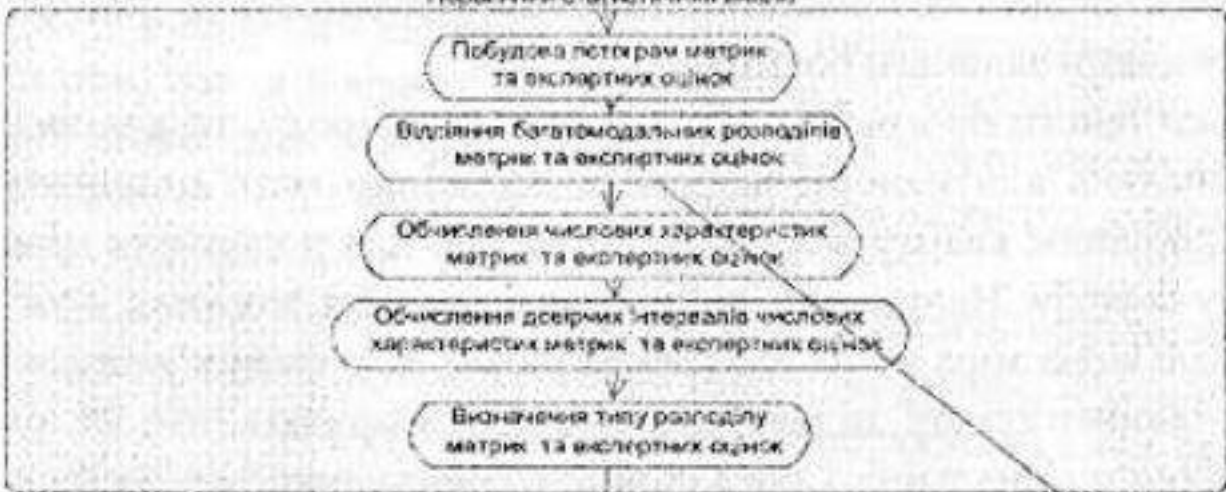 Побудова гістограм метрик
та експертних оцінок
Відділяння багатомодальних розподілів
метрик та експертних оцінок
Обчислення числових характеристик
метрик та експертних оцінок
Обчислення довірчих інтервалів числових
характеристик метрик та експертних оцінок
Визначення типу розподілу
метрик та експертних оцінок